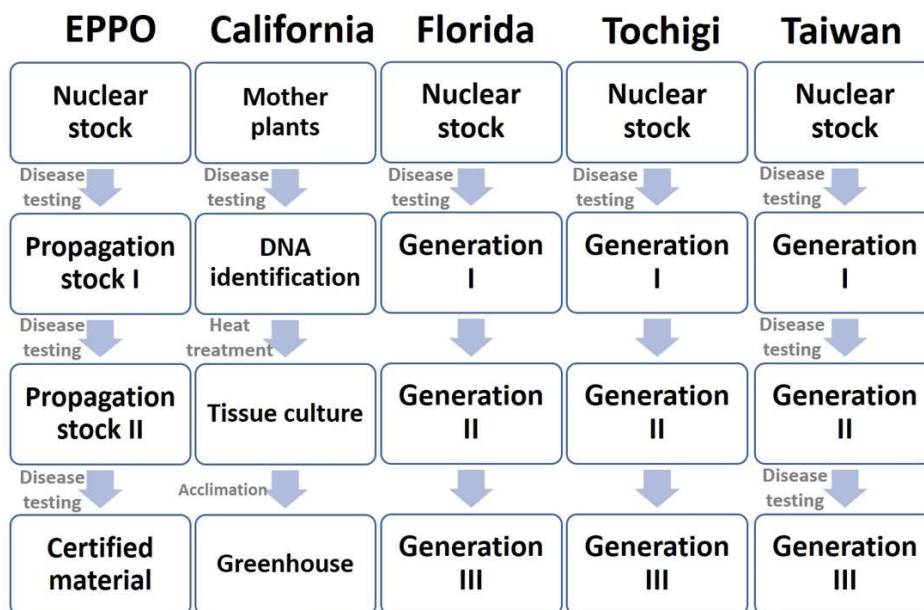 EPPO California Florida Tochigi Taiwan
Nuclear stock
Mother plants
Nuclear stock
Nuclear stock
Nuclear stock
Disease testing
Disease testing
Disease testing
Disease testing
Disease testing
Propagation stock I
DNA identification
Generation I
Generation I
Generation I
Disease testing
Heat treatment
Disease testing
Propagation stock II
Tissue culture
Generation II
Generation II
Generation II
Disease testing
Acclimation
Disease testing
Certified material
Greenhouse
Generation III
Generation III
Generation III